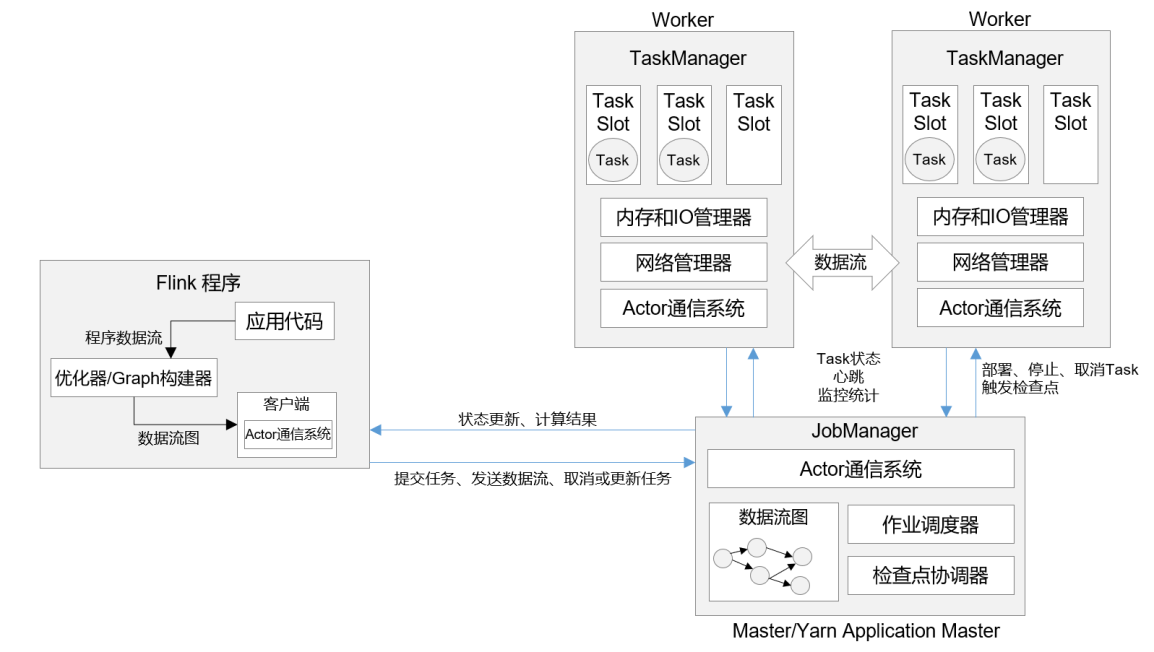 Worker
TaskManager
Task Slot
Task
Task Slot
Task
Task Slot
内存和IO管理器
网络管理器
Actor通信系统
数据流
Worker
TaskManager
Task Slot
Task
Task Slot
Task
Task Slot
内存和IO管理器
网络管理器
Actor通信系统
Flink 程序
应用代码
程序数据流
优化器/Graph构建器
数据流图
客户端
Actor通信系统
状态更新、计算结果
提交任务、发送数据流、取消或更新任务
Task状态
心跳
监控统计
部署、停止、取消Task
触发检查点
JobManager
Actor通信系统
数据流图
作业调度器
检查点协调器
Master/Yarn Application Master